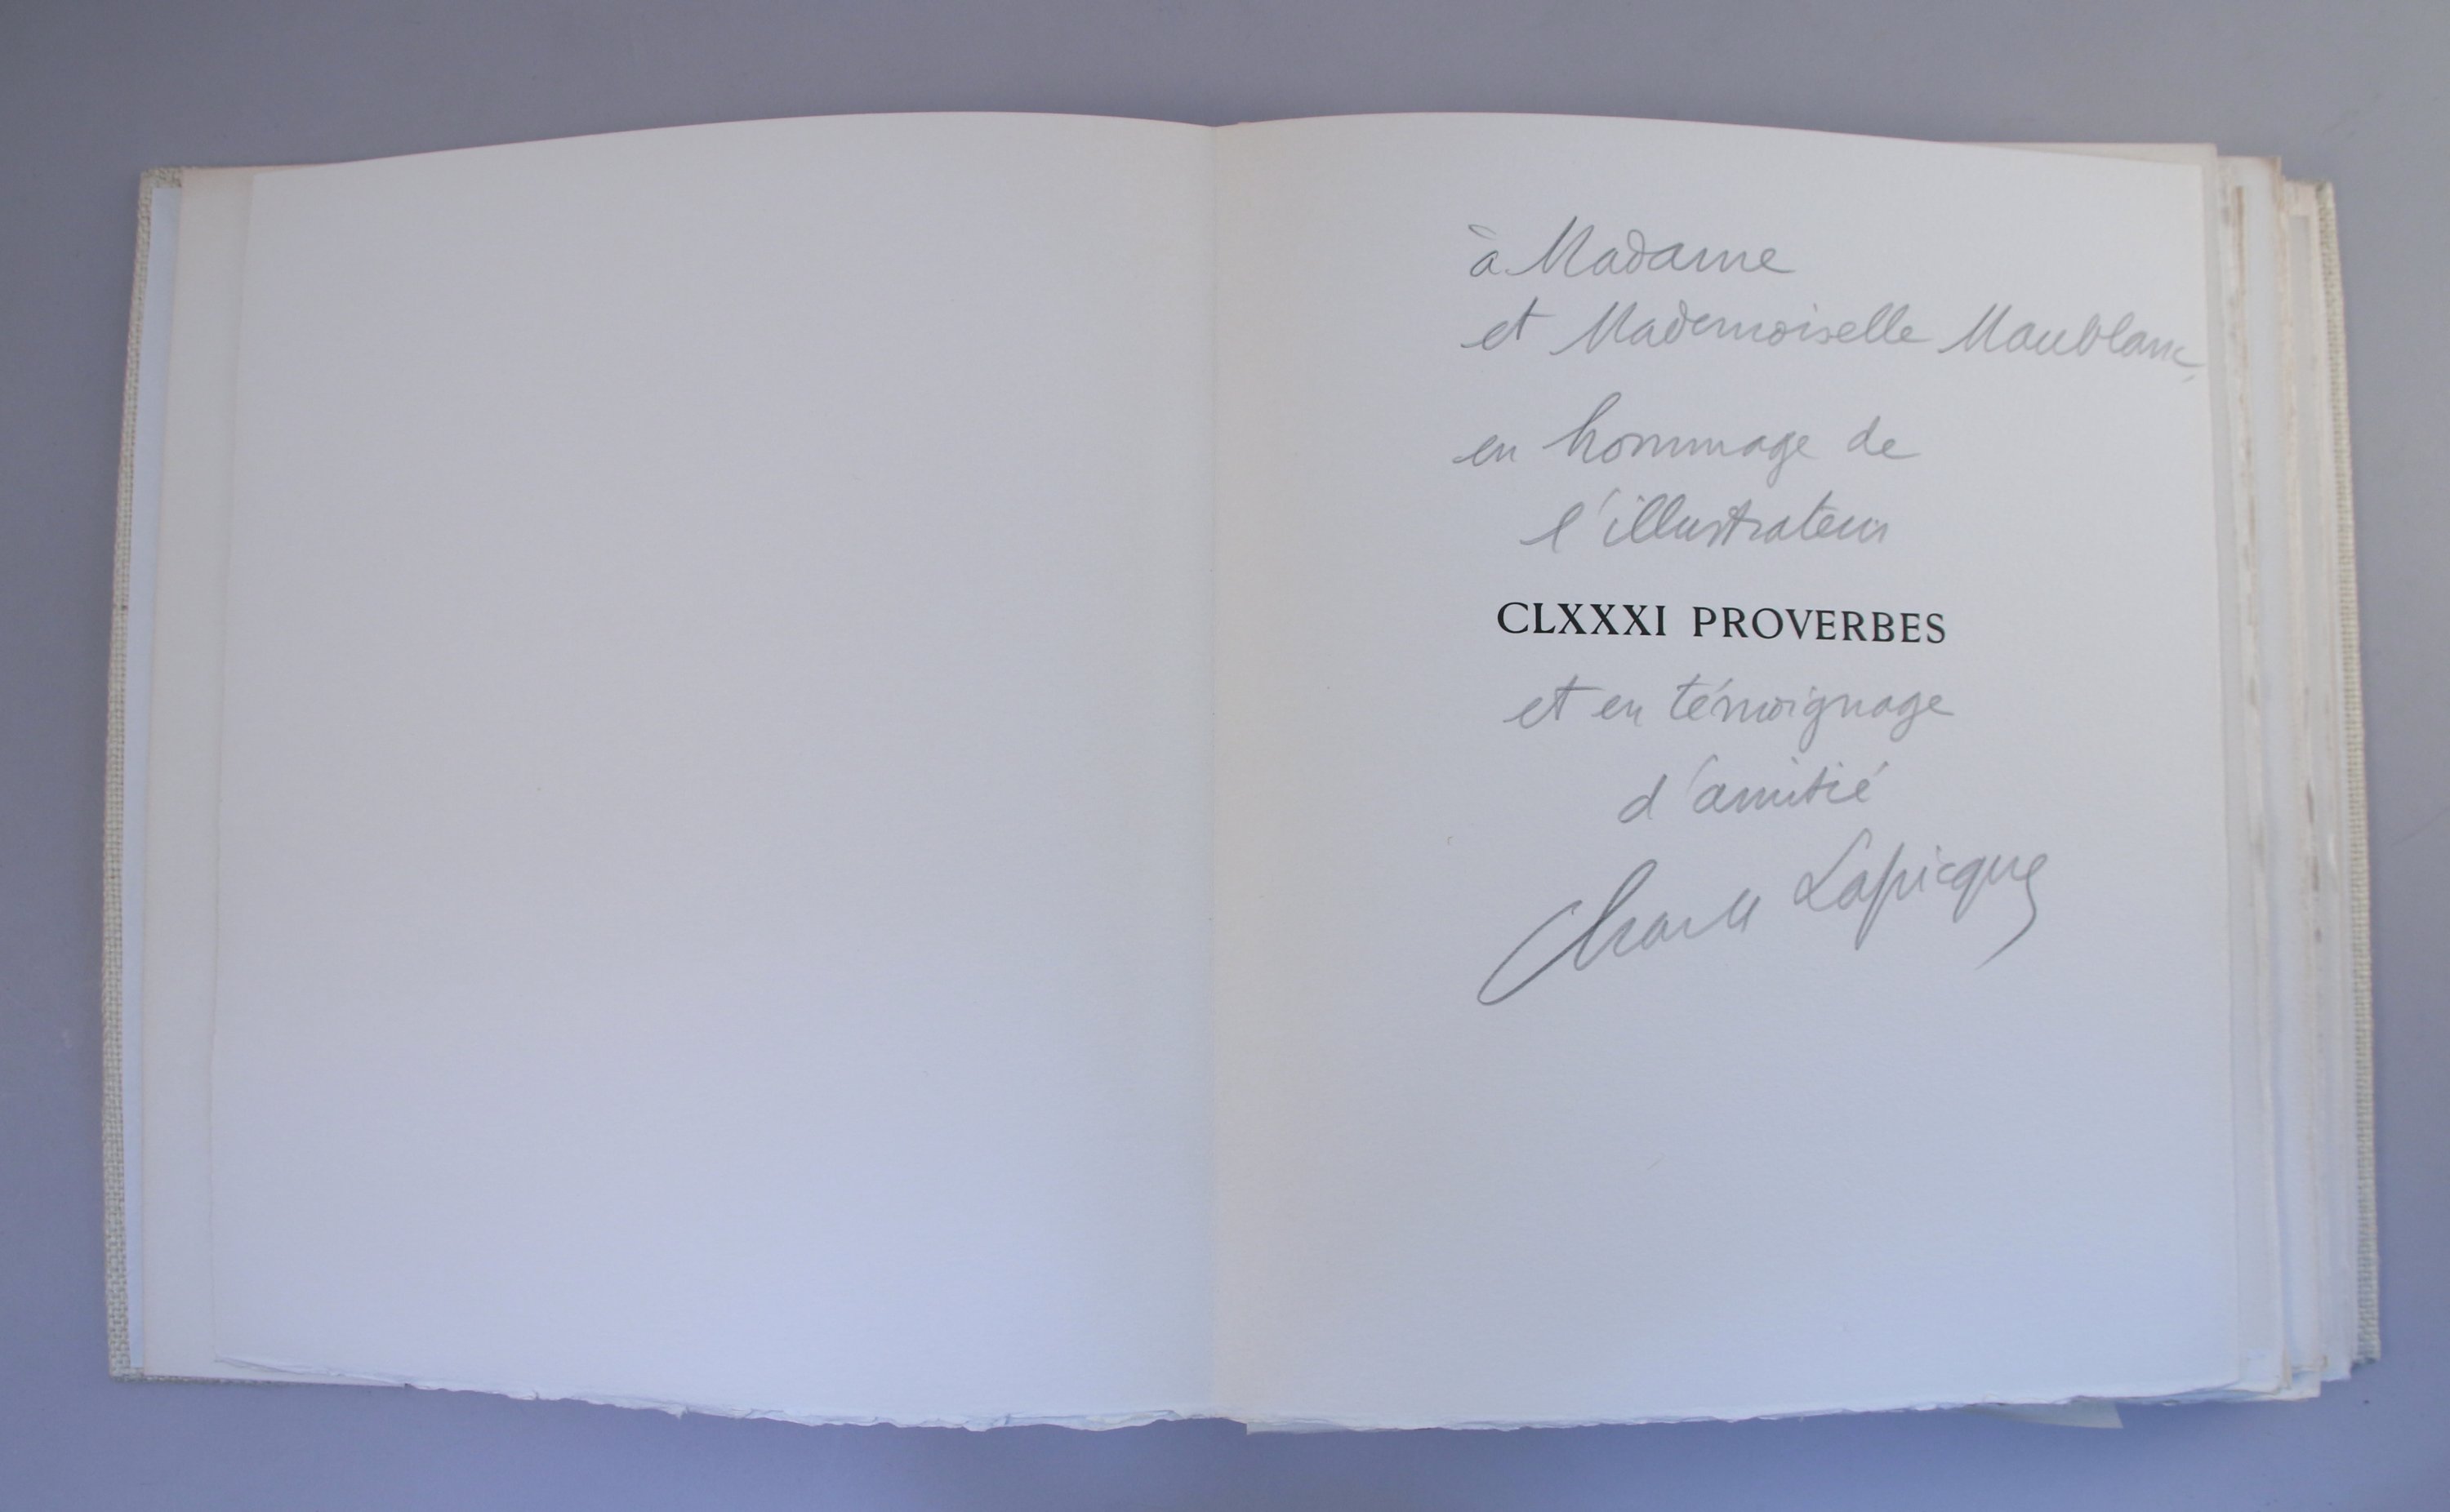 à Madame
et Mademoiselle Maublanc,
en hommage de
l'illustrateur
CLXXXI PROVERBES
et en témoignage
d'amitié
Charles Lapicque